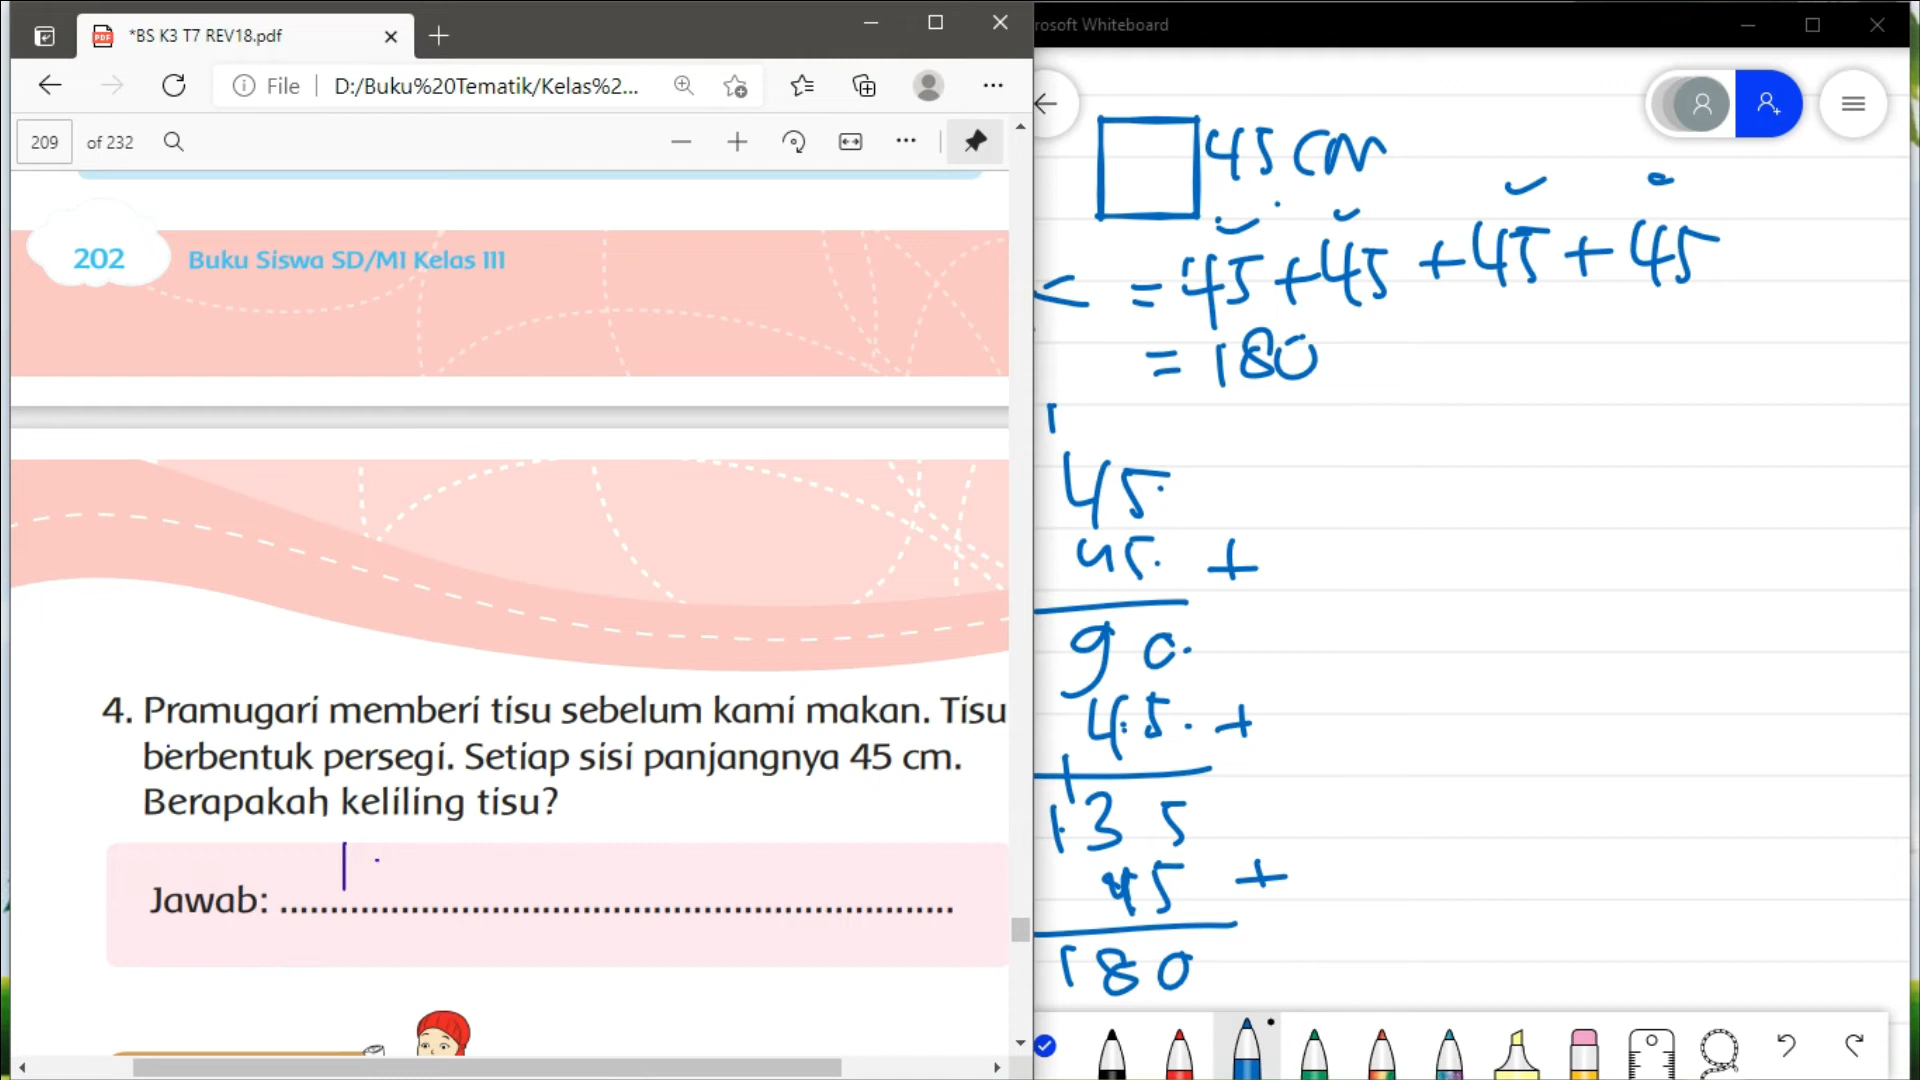 *BS K3 T7 REV18.pdf
File
D:/Buku%20Tematik/Kelas%2...
209 of 232
202
Buku Siswa SD/MI Kelas III
4. Pramugari memberi tisu sebelum kami makan. Tisu
berbentuk persegi. Setiap sisi panjangnya 45 cm.
Berapakah keliling tisu?
Jawab: ................................................................
rosoft Whiteboard
45 cm
= 45 + 45 + 45 + 45
= 180
1
45
45 +
90
45 +
1
135
45 +
180